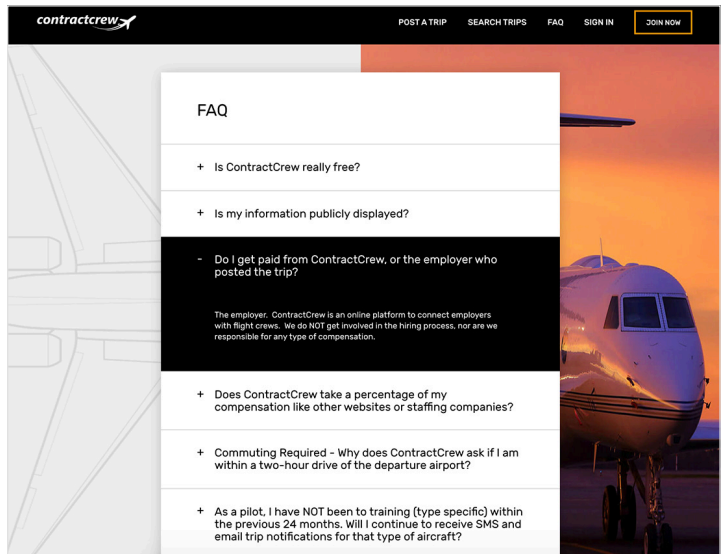 contractcrew
POST A TRIP SEARCH TRIPS FAQ SIGN IN JOIN NOW
FAQ
+ Is ContractCrew really free?
+ Is my information publicly displayed?
- Do I get paid from ContractCrew, or the employer who
posted the trip?
The employer. ContractCrew is an online platform to connect employers
with flight crews. We do NOT get involved in the hiring process, nor are we
responsible for any type of compensation.
+ Does ContractCrew take a percentage of my
compensation like other websites or staffing companies?
+ Commuting Required - Why does ContractCrew ask if I am
within a two-hour drive of the departure airport?
+ As a pilot, I have NOT been to training (type specific) within
the previous 24 months. Will I continue to receive SMS and
email trip notifications for that type of aircraft?